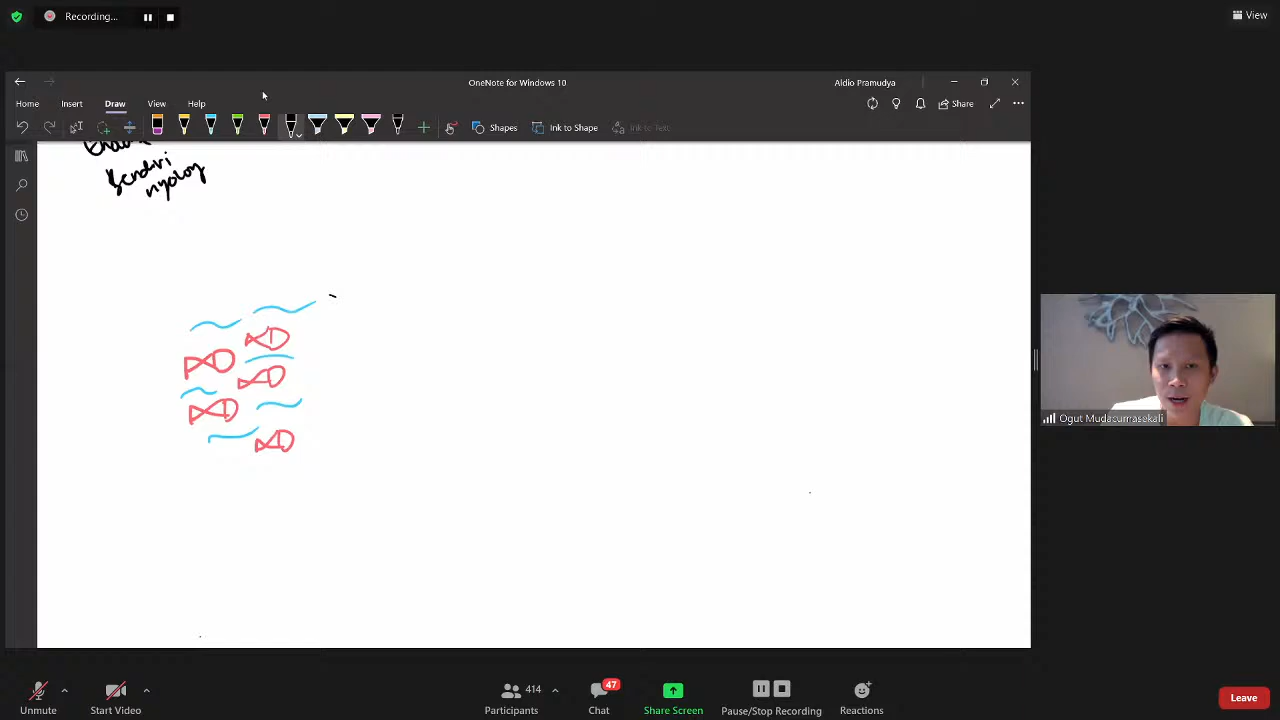 Recording...
View
OneNote for Windows 10
Aldio Pramudya
Home Insert Draw View Help
Share
Shapes
Ink to Shape
Ink to Text
Sendiri
nyolong
Ogut Mudacumasekali
Unmute
Start Video
414
Participants
47
Chat
Share Screen
Pause/Stop Recording
Reactions
Leave